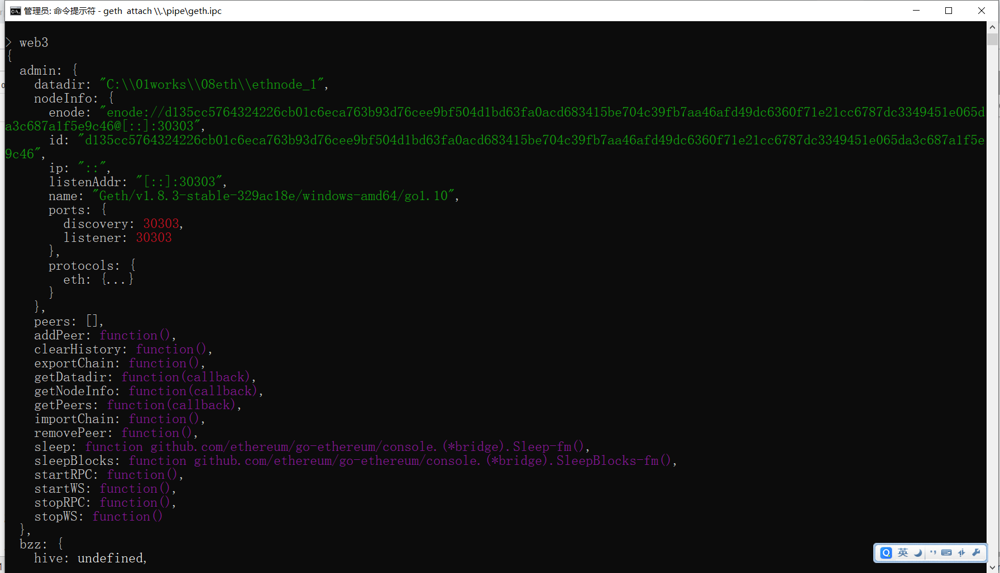 管理员: 命令提示符 - geth  attach \\.\pipe\geth.ipc
> web3
{
  admin: {
    datadir: "C:\\01works\\08eth\\ethnode_1",
    nodeInfo: {
      enode: "enode://d135cc5764324226cb01c6eca763b93d76cee9bf504d1bd63fa0acd683415be704c39fb7aa46afd49dc6360f71e21cc6787dc3349451e065d
a3c687a1f5e9c46@[::]:30303",
      id: "d135cc5764324226cb01c6eca763b93d76cee9bf504d1bd63fa0acd683415be704c39fb7aa46afd49dc6360f71e21cc6787dc3349451e065da3c687a1f5e
9c46",
      ip: "::",
      listenAddr: "[::]:30303",
      name: "Geth/v1.8.3-stable-329ac18e/windows-amd64/go1.10",
      ports: {
        discovery: 30303,
        listener: 30303
      },
      protocols: {
        eth: {...}
      }
    },
    peers: [],
    addPeer: function(),
    clearHistory: function(),
    exportChain: function(),
    getDatadir: function(callback),
    getNodeInfo: function(callback),
    getPeers: function(callback),
    importChain: function(),
    removePeer: function(),
    sleep: function github.com/ethereum/go-ethereum/console.(*bridge).Sleep-fm(),
    sleepBlocks: function github.com/ethereum/go-ethereum/console.(*bridge).SleepBlocks-fm(),
    startRPC: function(),
    startWS: function(),
    stopRPC: function(),
    stopWS: function()
  },
  bzz: {
    hive: undefined,
英